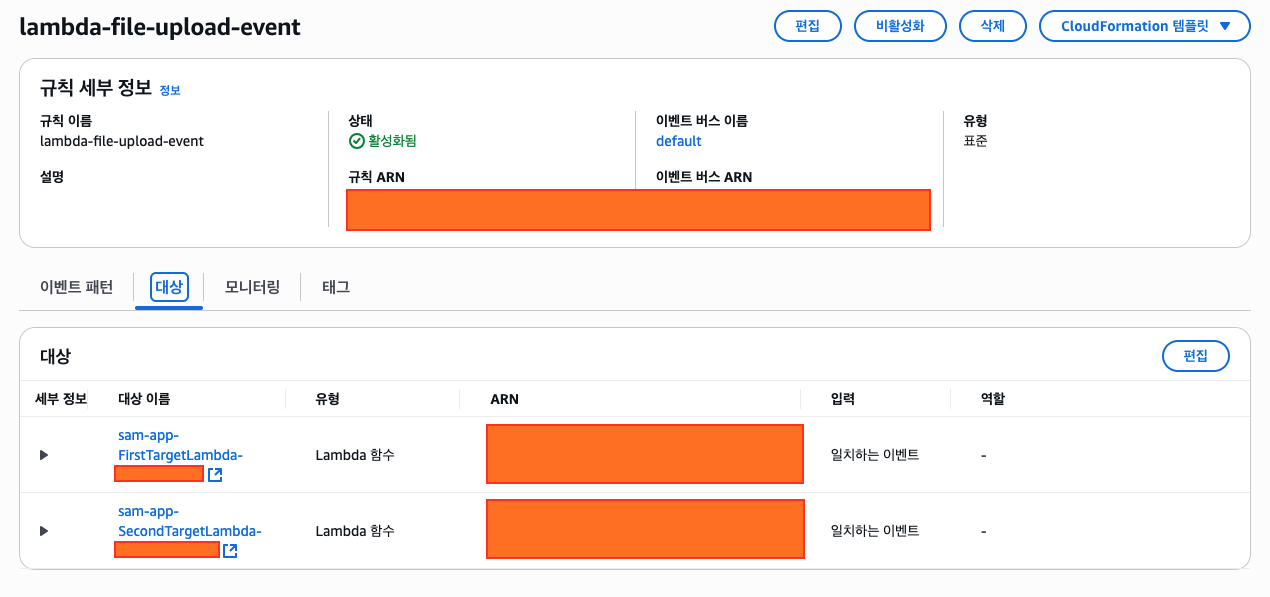 lambda-file-upload-event
편집
비활성화
삭제
CloudFormation 템플릿
규칙 세부 정보 정보
규칙 이름
lambda-file-upload-event
상태
활성화됨
이벤트 버스 이름
default
유형
표준
설명
규칙 ARN
이벤트 버스 ARN
이벤트 패턴
대상
모니터링
태그
대상
편집
세부 정보
대상 이름
유형
ARN
입력
역할
sam-app-
FirstTargetLambda-
Lambda 함수
일치하는 이벤트
-
sam-app-
SecondTargetLambda-
Lambda 함수
일치하는 이벤트
-